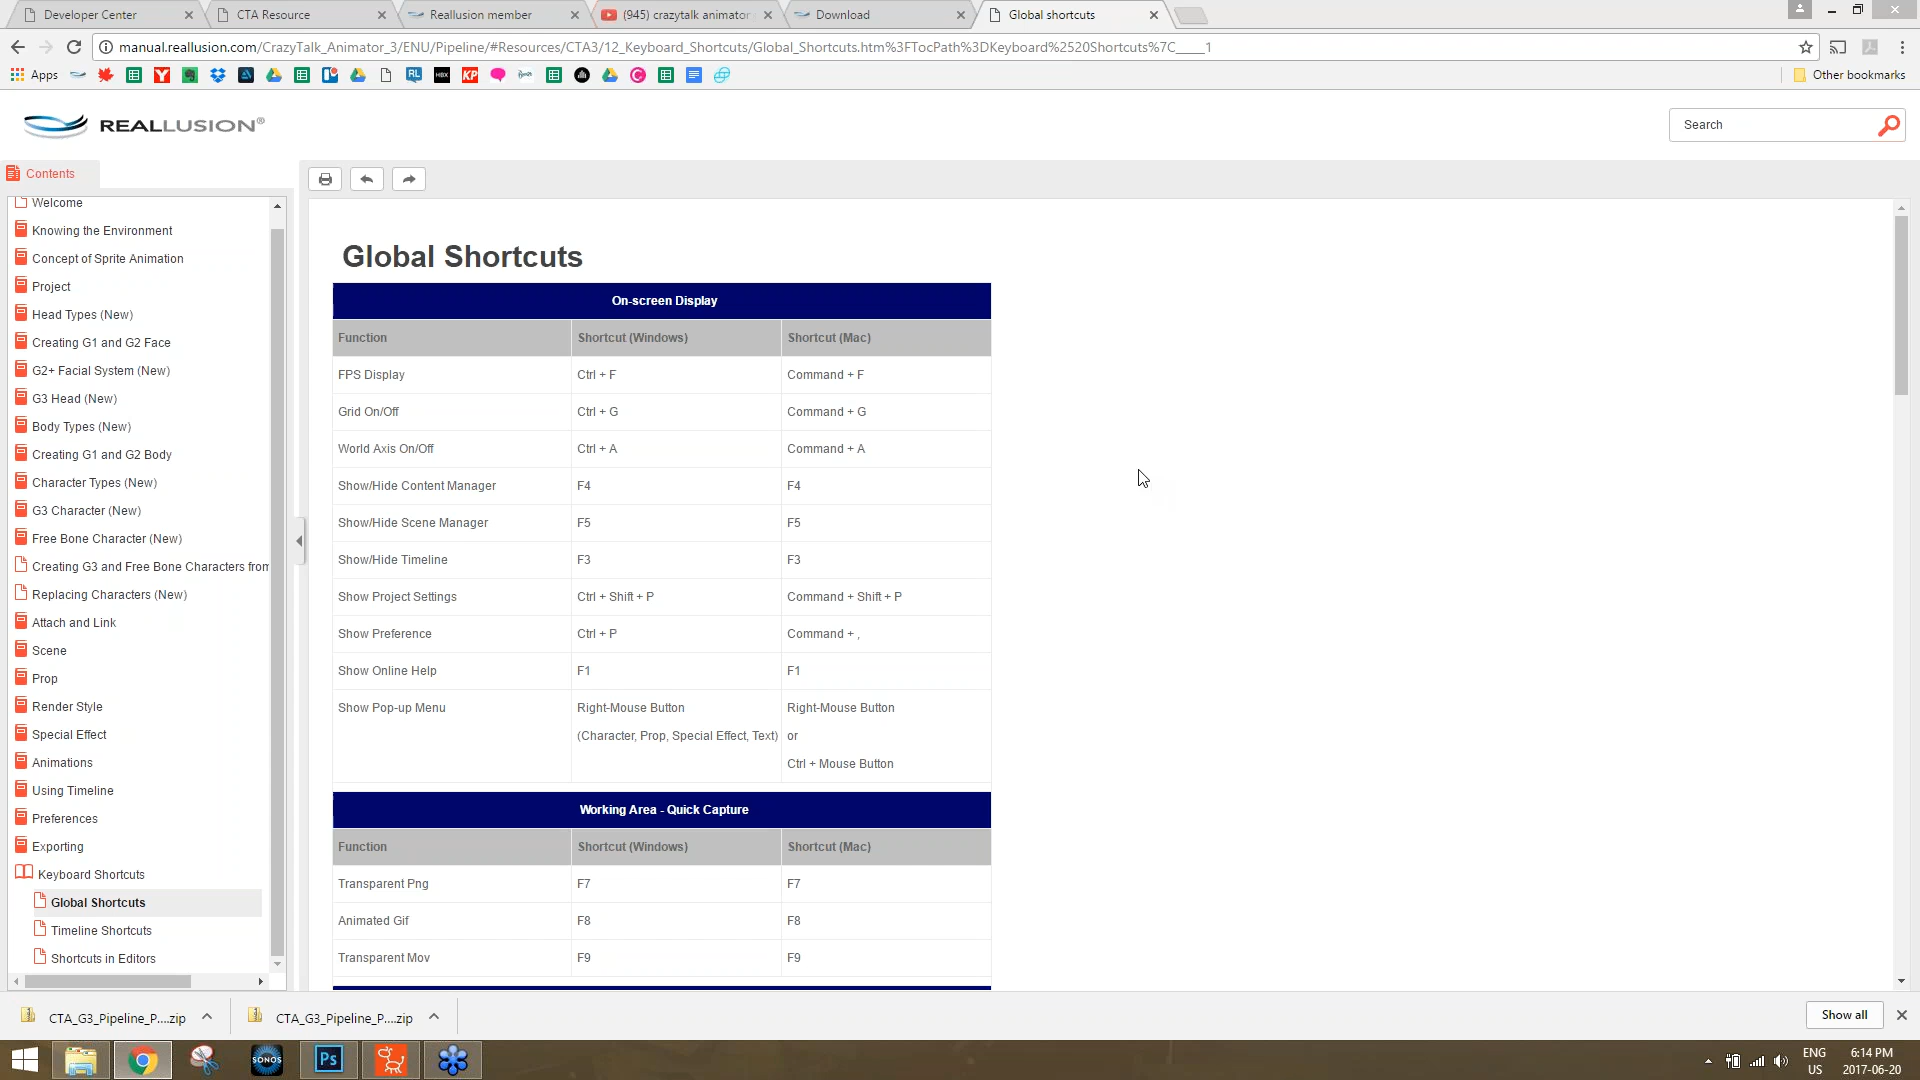 Developer Center
CTA Resource
Reallusion member
(945) crazytalk animator
Download
Global shortcuts
manual.reallusion.com/CrazyTalk_Animator_3/ENU/Pipeline/#Resources/CTA3/12_Keyboard_Shortcuts/Global_Shortcuts.htm%3FTocPath%3DKeyboard%2520Shortcuts%7C_____1
Apps
Other bookmarks
REALLUSION®
Search
Contents
Welcome
Knowing the Environment
Concept of Sprite Animation
Project
Head Types (New)
Creating G1 and G2 Face
G2+ Facial System (New)
G3 Head (New)
Body Types (New)
Creating G1 and G2 Body
Character Types (New)
G3 Character (New)
Free Bone Character (New)
Creating G3 and Free Bone Characters from
Replacing Characters (New)
Attach and Link
Scene
Prop
Render Style
Special Effect
Animations
Using Timeline
Preferences
Exporting
Keyboard Shortcuts
Global Shortcuts
Timeline Shortcuts
Shortcuts in Editors
Global Shortcuts
On-screen Display
Function Shortcut (Windows) Shortcut (Mac)
FPS Display Ctrl + F Command + F
Grid On/Off Ctrl + G Command + G
World Axis On/Off Ctrl + A Command + A
Show/Hide Content Manager F4 F4
Show/Hide Scene Manager F5 F5
Show/Hide Timeline F3 F3
Show Project Settings Ctrl + Shift + P Command + Shift + P
Show Preference Ctrl + P Command + ,
Show Online Help F1 F1
Show Pop-up Menu Right-Mouse Button Right-Mouse Button
(Character, Prop, Special Effect, Text) or
Ctrl + Mouse Button
Working Area - Quick Capture
Function Shortcut (Windows) Shortcut (Mac)
Transparent Png F7 F7
Animated Gif F8 F8
Transparent Mov F9 F9
CTA_G3_Pipeline_P....zip
CTA_G3_Pipeline_P....zip
Show all
SONOS
Ps
ENG
US
6:14 PM
2017-06-20